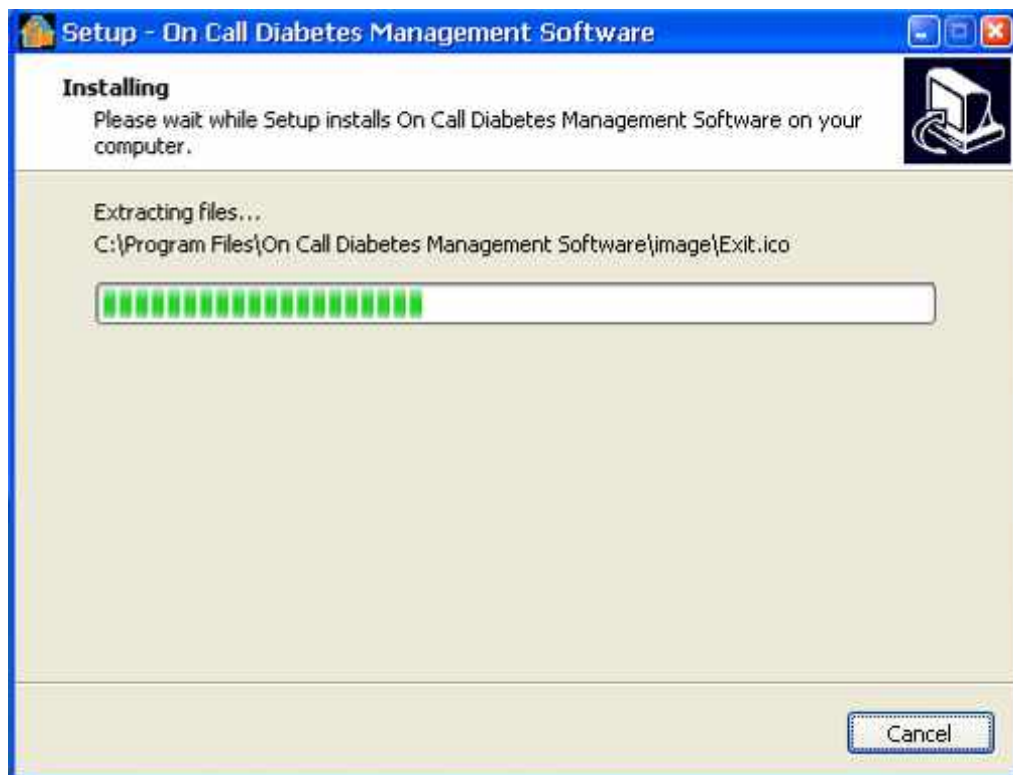 Setup - On Call Diabetes Management Software
Installing
Please wait while Setup installs On Call Diabetes Management Software on your
computer.
Extracting files...
C:\Program Files\On Call Diabetes Management Software\image\Exit.ico
Cancel